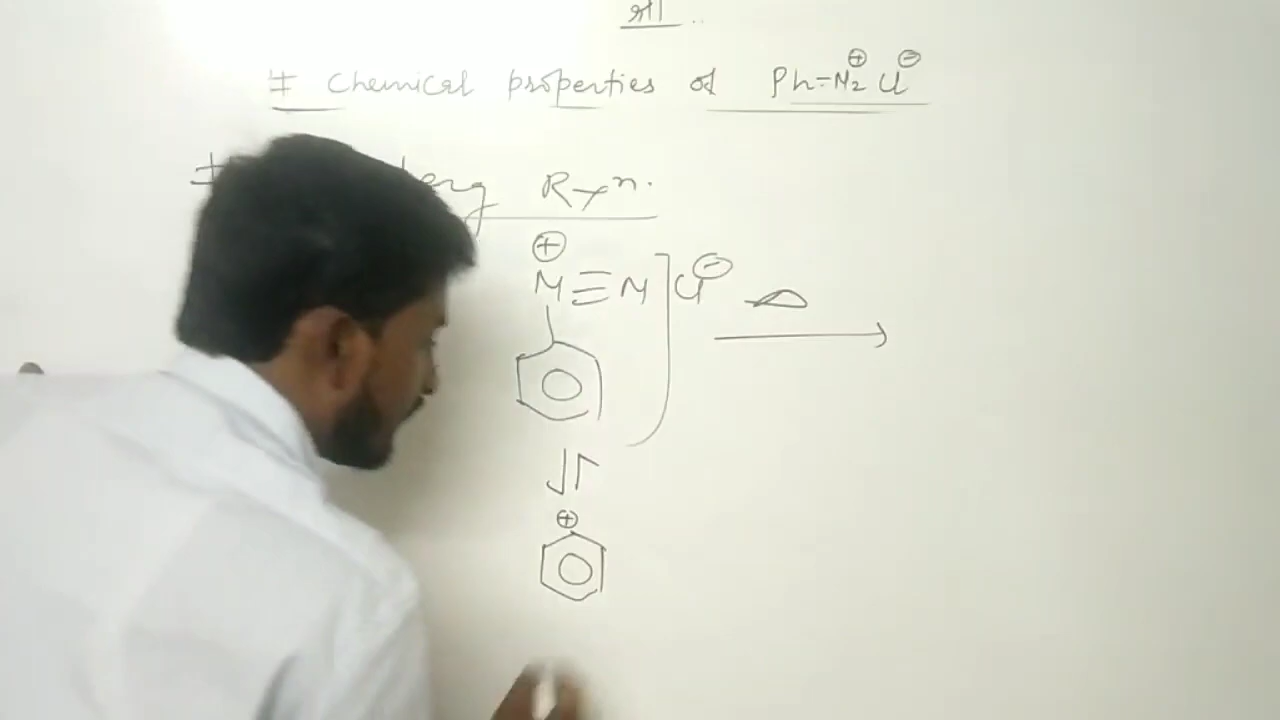 # Chemical properties of Ph-N₂⊕ Cl⊖
Rxⁿ.
⊕
N≡N ] Cl⊖ Δ
⊕